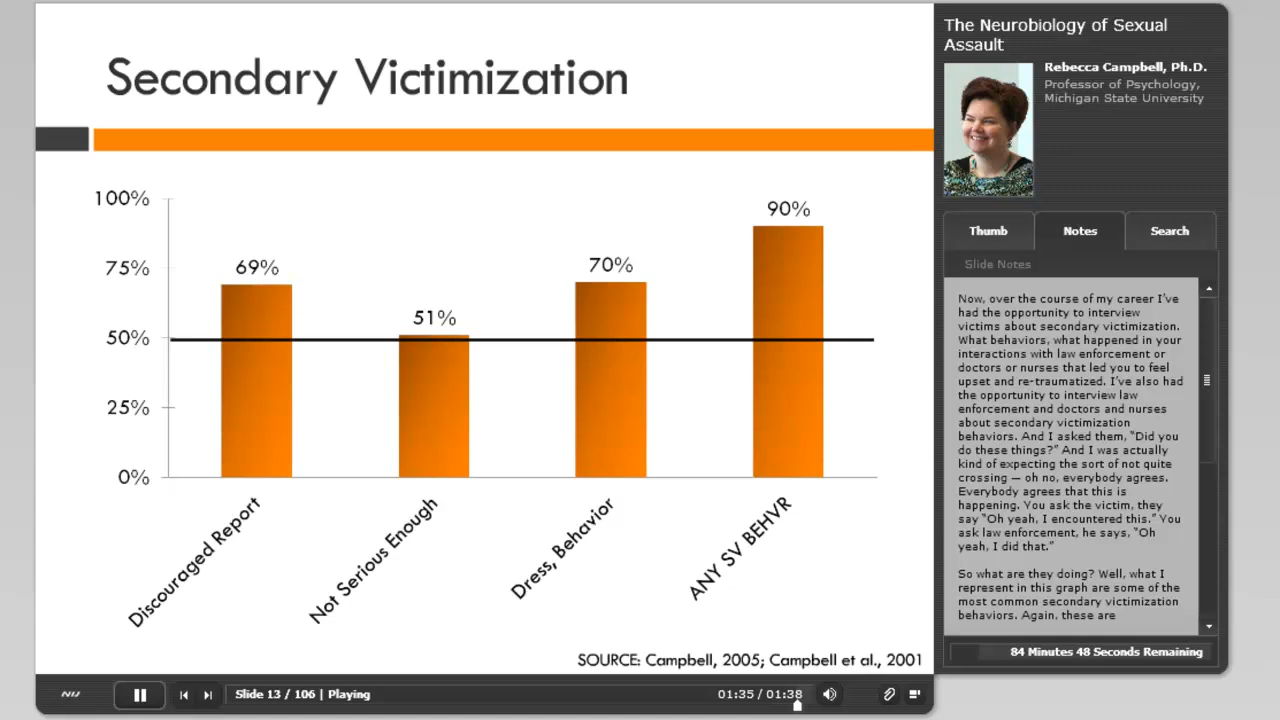 Secondary Victimization
100%
75%
50%
25%
0%
69%
51%
70%
90%
Discouraged Report
Not Serious Enough
Dress, Behavior
ANY SV BEHVR
SOURCE: Campbell, 2005; Campbell et al., 2001
NIJ
Slide 13 / 106 | Playing
01:35 / 01:38
The Neurobiology of Sexual
Assault
Rebecca Campbell, Ph.D.
Professor of Psychology,
Michigan State University
Thumb
Notes
Search
Slide Notes
Now, over the course of my career I've
had the opportunity to interview
victims about secondary victimization.
What behaviors, what happened in your
interactions with law enforcement or
doctors or nurses that led you to feel
upset and re-traumatized. I've also had
the opportunity to interview law
enforcement and doctors and nurses
about secondary victimization
behaviors. And I asked them, "Did you
do these things?" And I was actually
kind of expecting the sort of not quite
crossing — oh no, everybody agrees.
Everybody agrees that this is
happening. You ask the victim, they
say "Oh yeah, I encountered this." You
ask law enforcement, he says, "Oh
yeah, I did that."
So what are they doing? Well, what I
represent in this graph are some of the
most common secondary victimization
behaviors. Again, these are
84 Minutes 48 Seconds Remaining